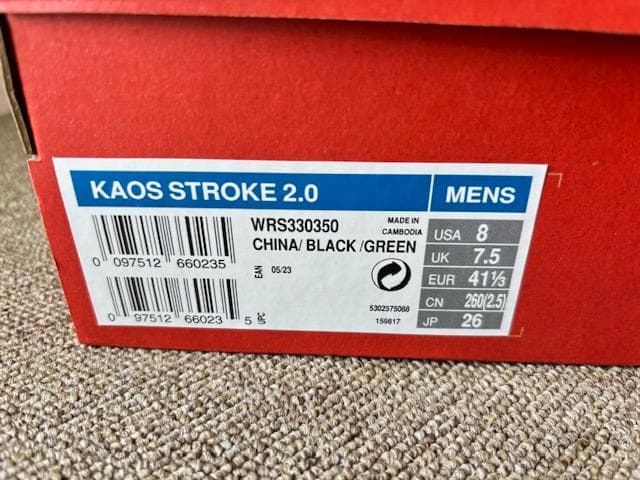 KAOS STROKE 2.0
MENS
WRS330350
CHINA/ BLACK /GREEN
MADE IN
CAMBODIA
0 097512 660235
EAN
05/23
0 97512 66023 5
UPC
5302575088
159817
USA 8
UK 7.5
EUR 41⅓
CN 260(2.5)
JP 26